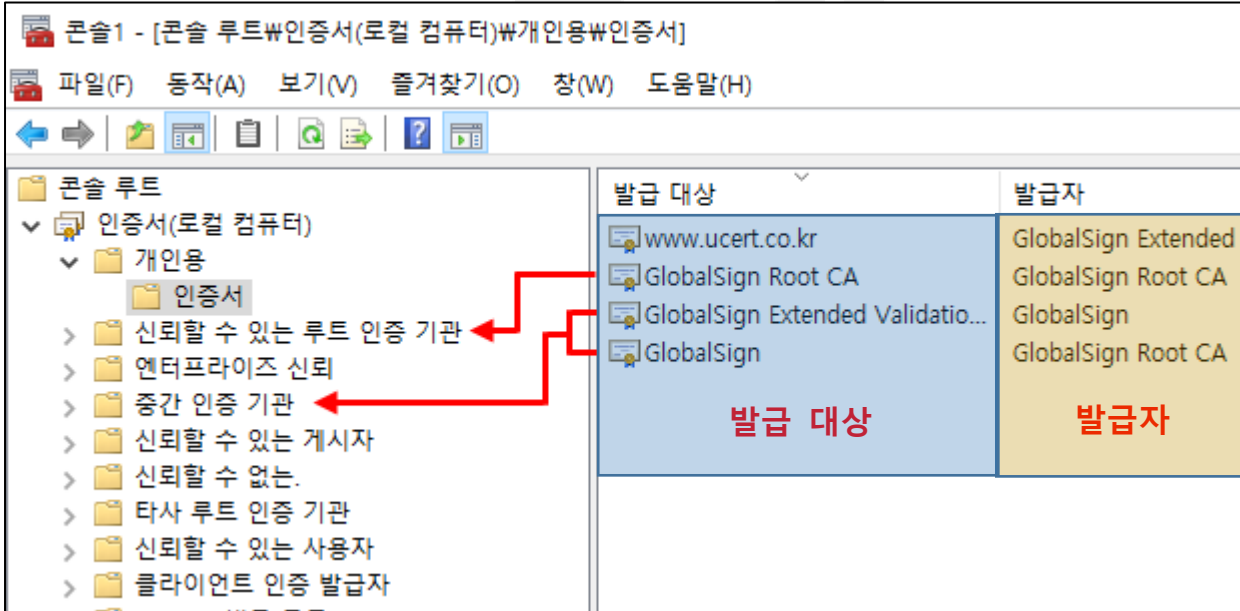 콘솔1 - [콘솔 루트₩인증서(로컬 컴퓨터)₩개인용₩인증서]
파일(F) 동작(A) 보기(V) 즐겨찾기(O) 창(W) 도움말(H)
콘솔 루트
인증서(로컬 컴퓨터)
개인용
인증서
신뢰할 수 있는 루트 인증 기관
엔터프라이즈 신뢰
중간 인증 기관
신뢰할 수 있는 게시자
신뢰할 수 없는.
타사 루트 인증 기관
신뢰할 수 있는 사용자
클라이언트 인증 발급자
발급 대상 발급자
www.ucert.co.kr GlobalSign Extended
GlobalSign Root CA GlobalSign Root CA
GlobalSign Extended Validatio... GlobalSign
GlobalSign GlobalSign Root CA
발급 대상 발급자